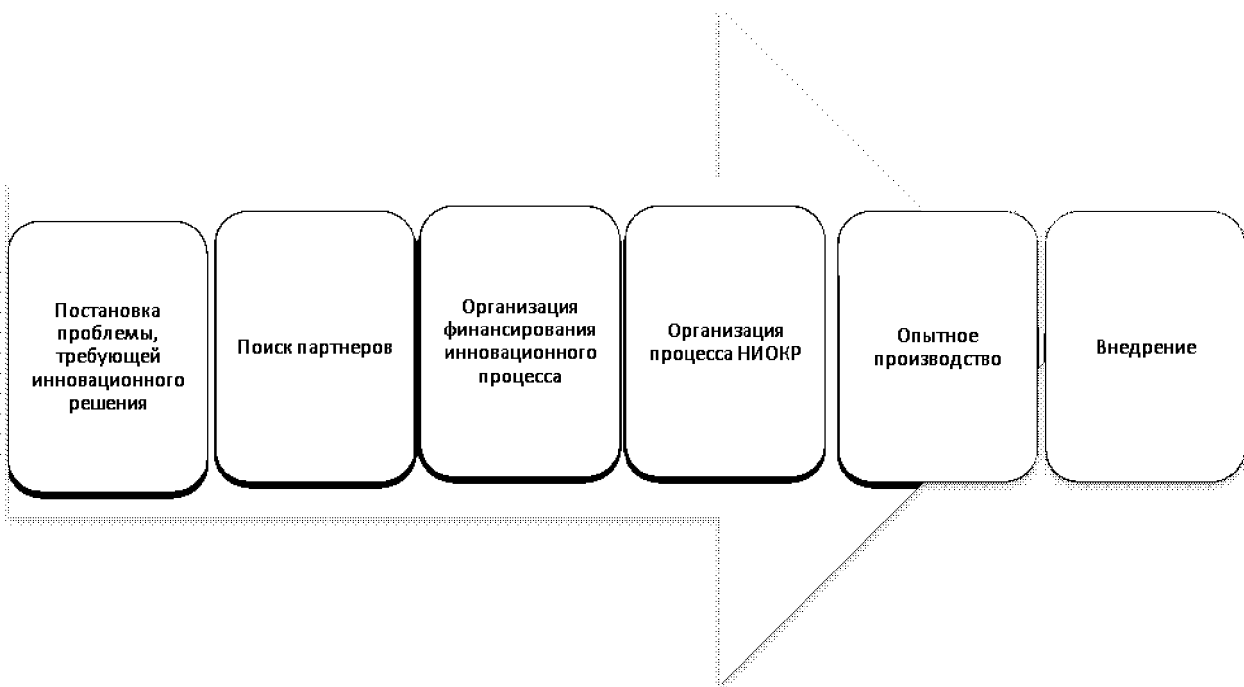 Постановка
проблемы,
требующей
инновационного
решения
Поиск партнеров
Организация
финансирования
инновационного
процесса
Организация
процесса НИОКР
Опытное
производство
Внедрение